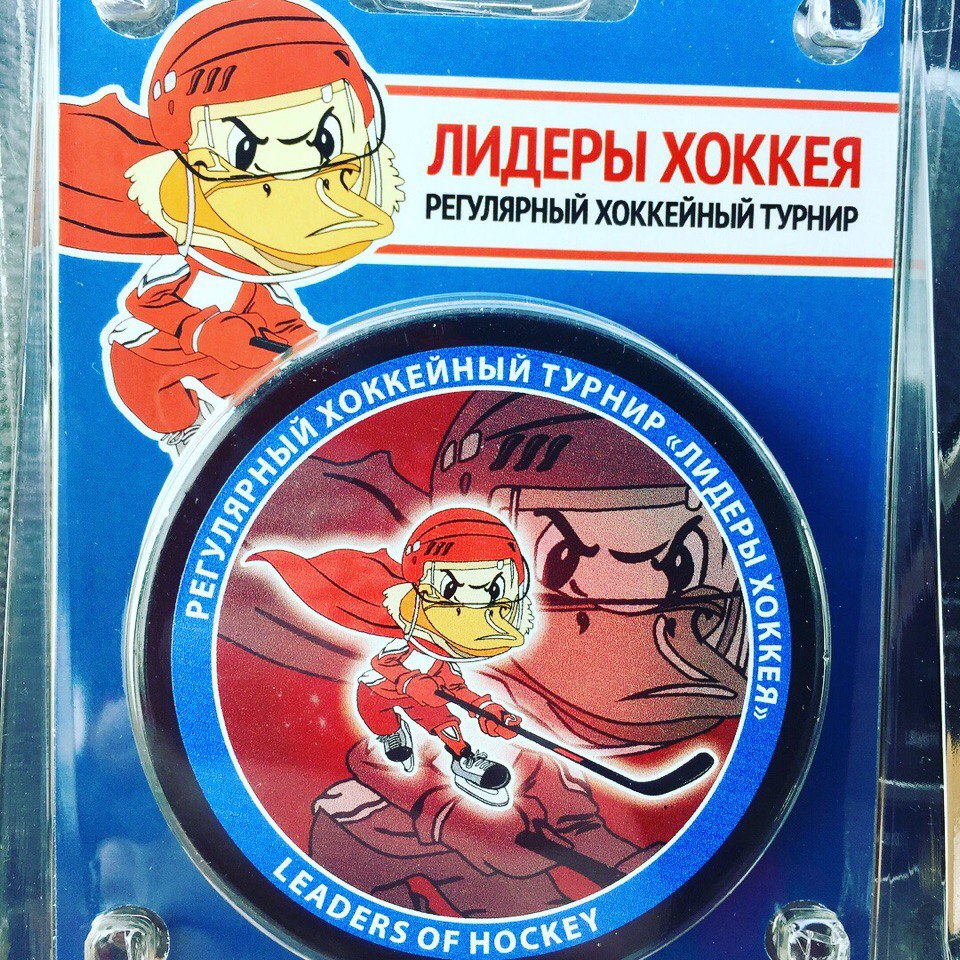 ЛИДЕРЫ ХОККЕЯ
РЕГУЛЯРНЫЙ ХОККЕЙНЫЙ ТУРНИР
РЕГУЛЯРНЫЙ ХОККЕЙНЫЙ ТУРНИР «ЛИДЕРЫ ХОККЕЯ»
LEADERS OF HOCKEY